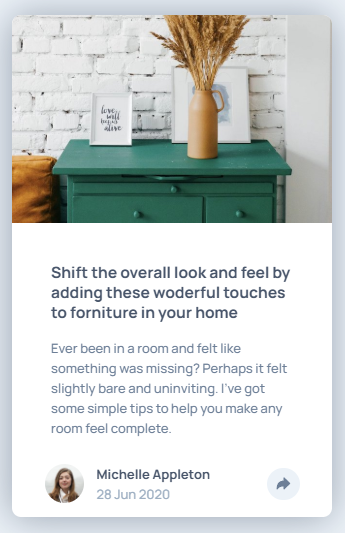 love
will
begin
alive
Shift the overall look and feel by
adding these woderful touches
to forniture in your home
Ever been in a room and felt like
something was missing? Perhaps it felt
slightly bare and uninviting. I've got
some simple tips to help you make any
room feel complete.
Michelle Appleton
28 Jun 2020